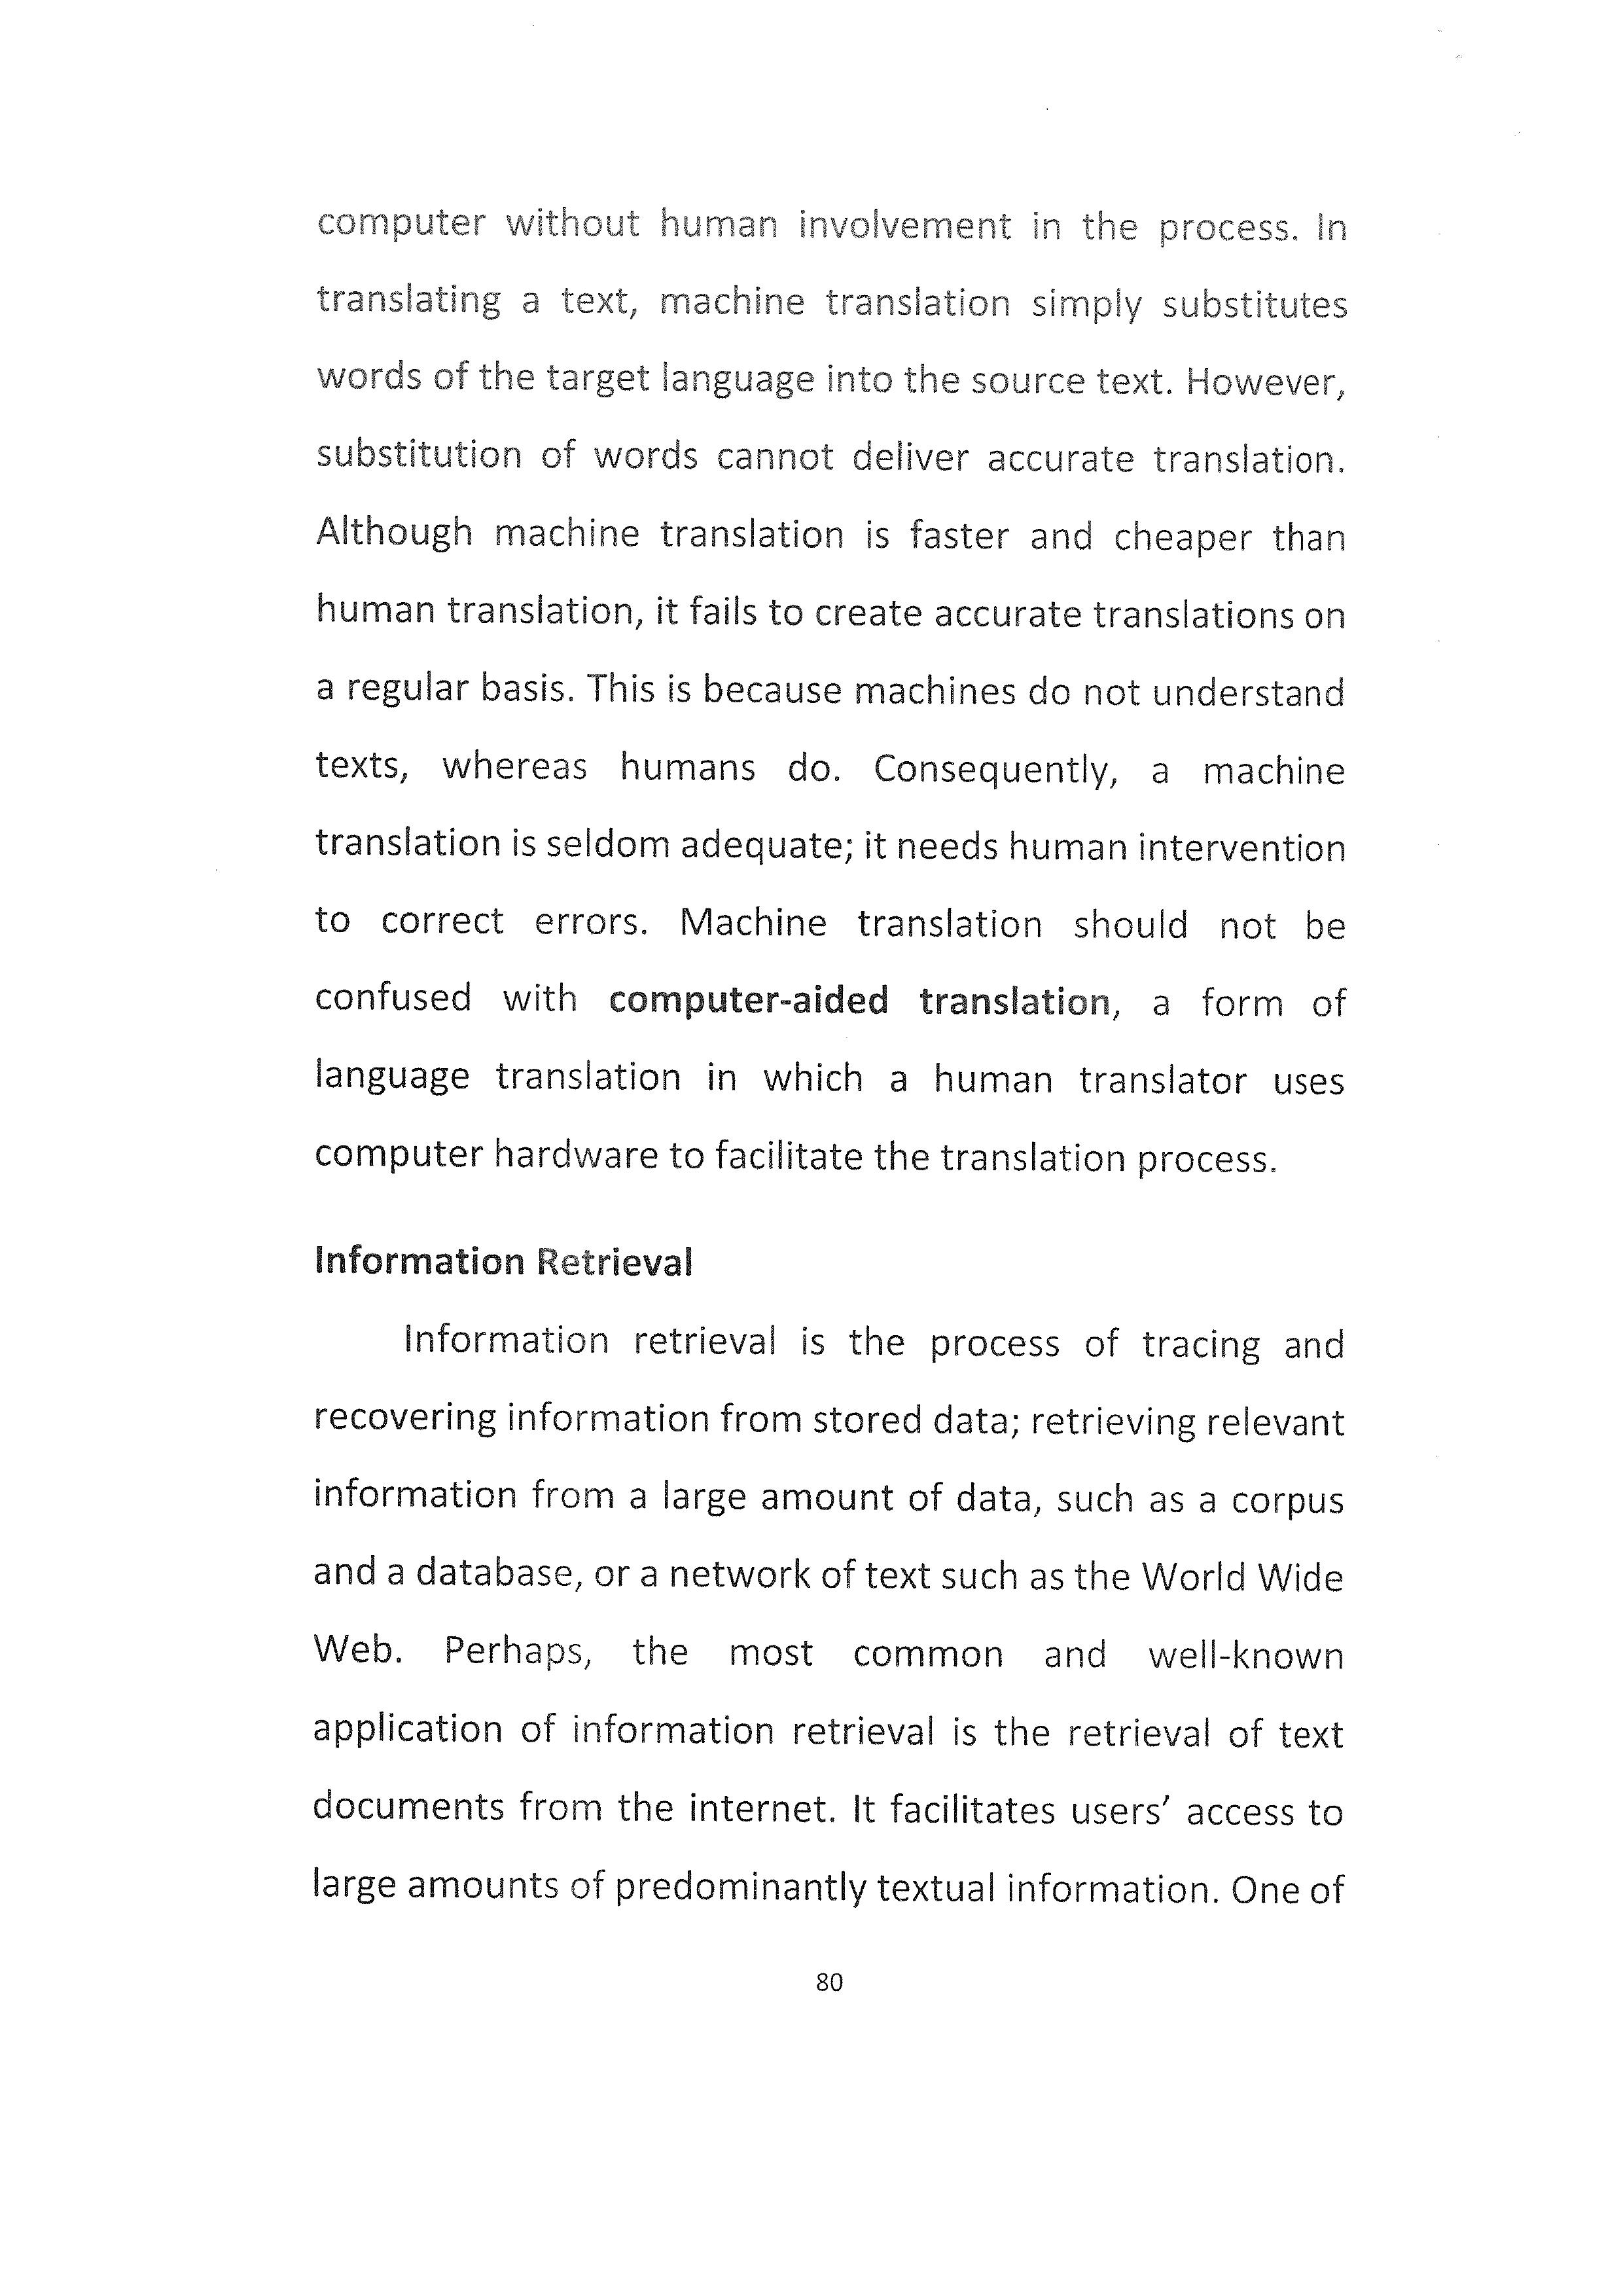 computer without human involvement in the process. In
translating a text, machine translation simply substitutes
words of the target language into the source text. However,
substitution of words cannot deliver accurate translation.
Although machine translation is faster and cheaper than
human translation, it fails to create accurate translations on
a regular basis. This is because machines do not understand
texts, whereas humans do. Consequently, a machine
translation is seldom adequate; it needs human intervention
to correct errors. Machine translation should not be
confused with computer-aided translation, a form of
language translation in which a human translator uses
computer hardware to facilitate the translation process.
Information Retrieval
Information retrieval is the process of tracing and
recovering information from stored data; retrieving relevant
information from a large amount of data, such as a corpus
and a database, or a network of text such as the World Wide
Web. Perhaps, the most common and well-known
application of information retrieval is the retrieval of text
documents from the internet. It facilitates users’ access to
large amounts of predominantly textual information. One of
80